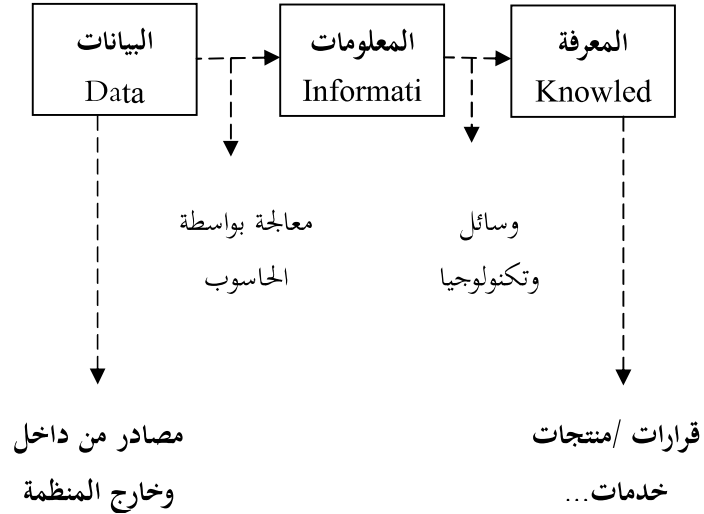 البيانات
Data
المعلومات
Informati
المعرفة
Knowled
معالجة بواسطة
الحاسوب
وسائل
وتكنولوجيا
مصادر من داخل
وخارج المنظمة
قرارات /منتجات
خدمات...